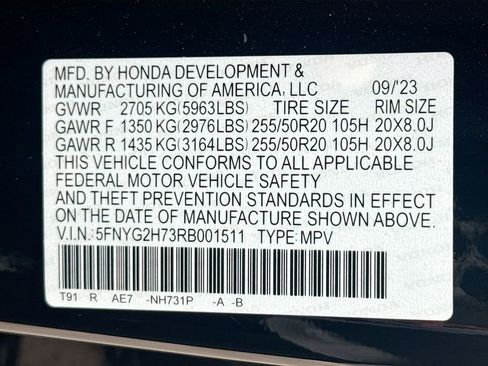 MFD. BY HONDA DEVELOPMENT &
MANUFACTURING OF AMERICA, LLC 09/'23
GVWR 2705 KG(5963LBS) TIRE SIZE RIM SIZE
GAWR F 1350 KG(2976LBS) 255/50R20 105H 20X8.0J
GAWR R 1435 KG(3164LBS) 255/50R20 105H 20X8.0J
THIS VEHICLE CONFORMS TO ALL APPLICABLE
FEDERAL MOTOR VEHICLE SAFETY
AND THEFT PREVENTION STANDARDS IN EFFECT
ON THE DATE OF MANUFACTURE SHOWN ABOVE.
V.I.N.:5FNYG2H73RB001511 TYPE:MPV
T91 R AE7 -NH731P -A -B